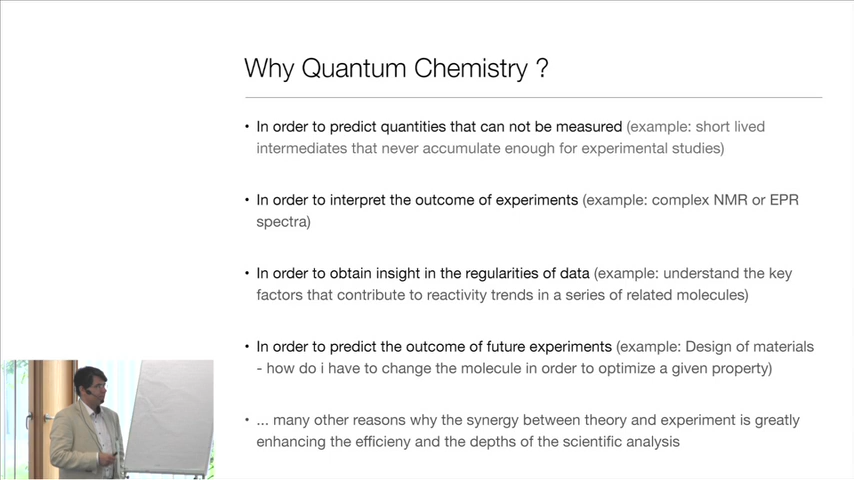 Why Quantum Chemistry ?
• In order to predict quantities that can not be measured (example: short lived
intermediates that never accumulate enough for experimental studies)
• In order to interpret the outcome of experiments (example: complex NMR or EPR
spectra)
• In order to obtain insight in the regularities of data (example: understand the key
factors that contribute to reactivity trends in a series of related molecules)
• In order to predict the outcome of future experiments (example: Design of materials
- how do i have to change the molecule in order to optimize a given property)
• ... many other reasons why the synergy between theory and experiment is greatly
enhancing the efficieny and the depths of the scientific analysis